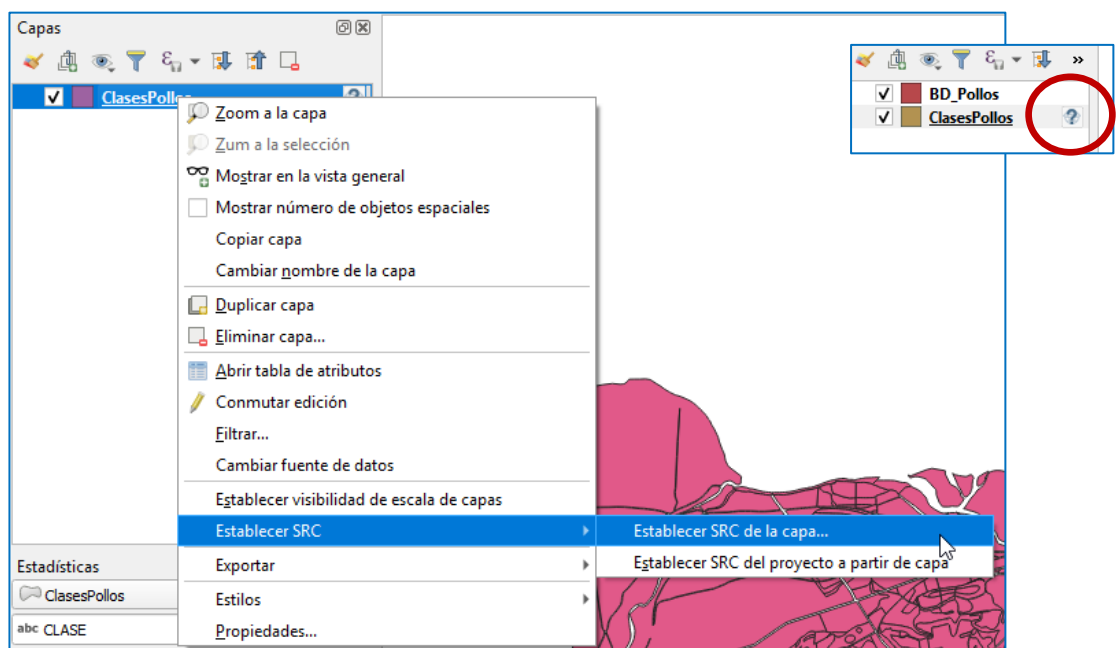 Capas
ClasesPolle
Zoom a la capa
Zum a la selección
Mostrar en la vista general
Mostrar número de objetos espaciales
Copiar capa
Cambiar nombre de la capa
Duplicar capa
Eliminar capa...
Abrir tabla de atributos
Conmutar edición
Filtrar...
Cambiar fuente de datos
Establecer visibilidad de escala de capas
Establecer SRC
Exportar
Estilos
Propiedades...
Establecer SRC de la capa...
Establecer SRC del proyecto a partir de capa
Estadísticas
ClasesPollos
abc CLASE
»
BD_Pollos
ClasesPollos
?